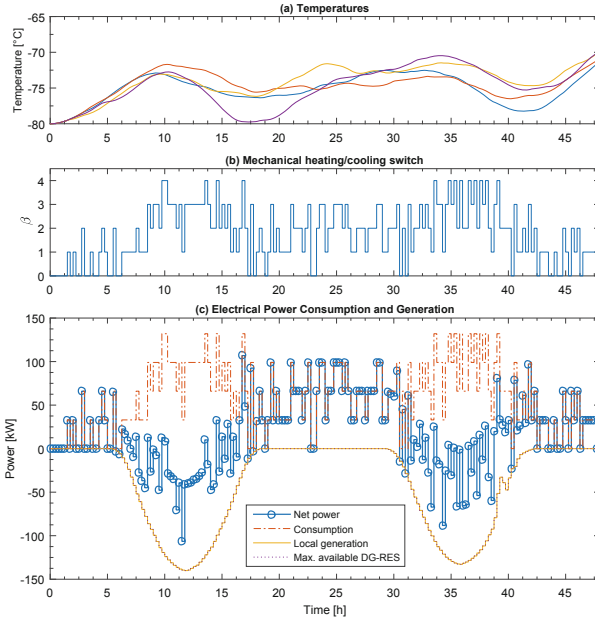 (a) Temperatures
Temperature [°C]
-65
-70
-75
-80
0 5 10 15 20 25 30 35 40 45
(b) Mechanical heating/cooling switch
β
4
3
2
1
0
0 5 10 15 20 25 30 35 40 45
(c) Electrical Power Consumption and Generation
Power [kW]
150
100
50
0
-50
-100
-150
Net power
Consumption
Local generation
Max. available DG-RES
0 5 10 15 20 25 30 35 40 45
Time [h]